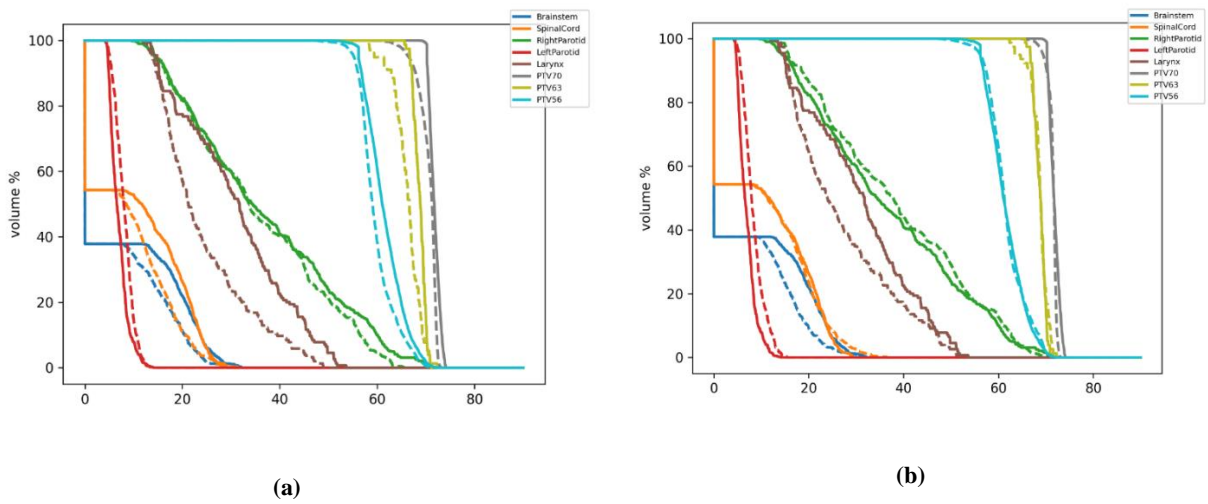 Brainstem
SpinalCord
RightParotid
LeftParotid
Larynx
PTV70
PTV63
PTV56
volume %
100
80
60
40
20
0
0 20 40 60 80
(a)
Brainstem
SpinalCord
RightParotid
LeftParotid
Larynx
PTV70
PTV63
PTV56
volume %
100
80
60
40
20
0
0 20 40 60 80
(b)